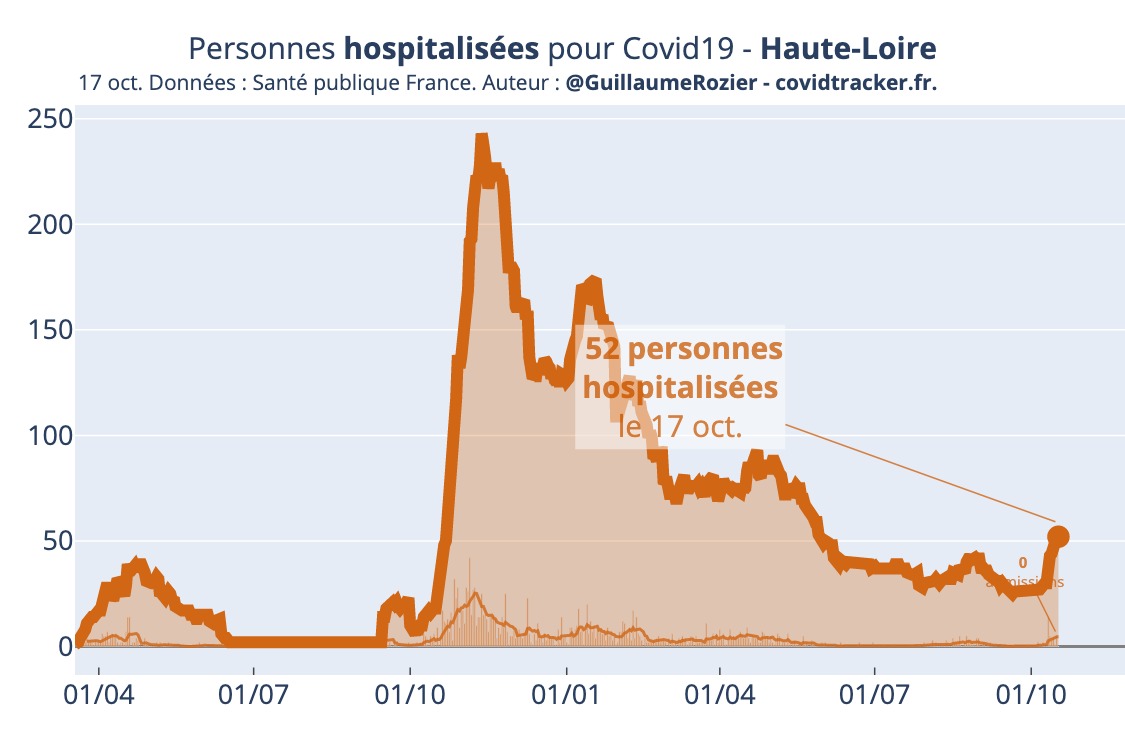 Personnes hospitalisées pour Covid19 - Haute-Loire
17 oct. Données : Santé publique France. Auteur : @GuillaumeRozier - covidtracker.fr.
250
200
150
100
50
0
52 personnes
hospitalisées
le 17 oct.
0
admissions
01/04
01/07
01/10
01/01
01/04
01/07
01/10